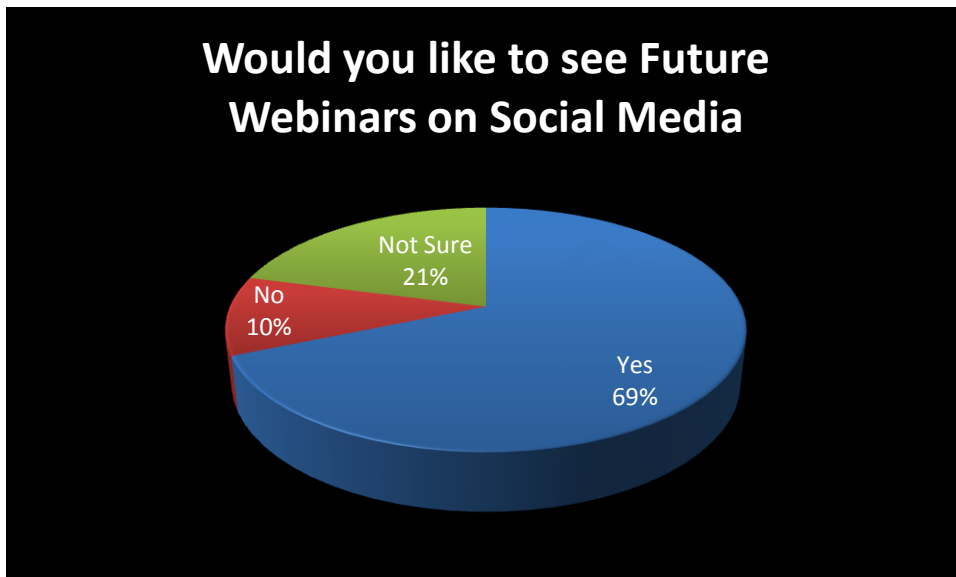 Would you like to see Future
Webinars on Social Media
Not Sure
21%
No
10%
Yes
69%